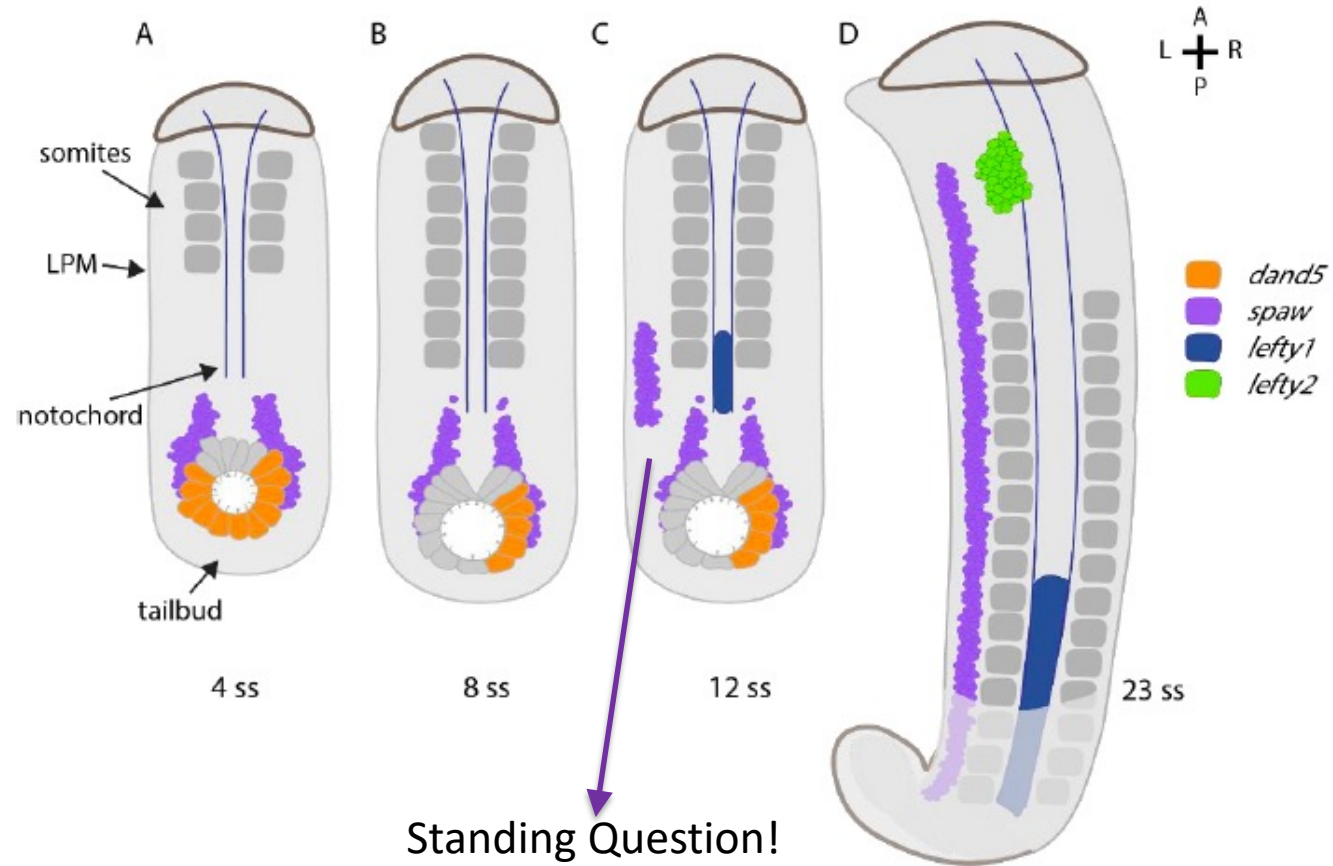 A
B
C
D
A
L R
P
somites
LPM
notochord
tailbud
dand5
spaw
lefty1
lefty2
4 ss
8 ss
12 ss
23 ss
Standing Question!